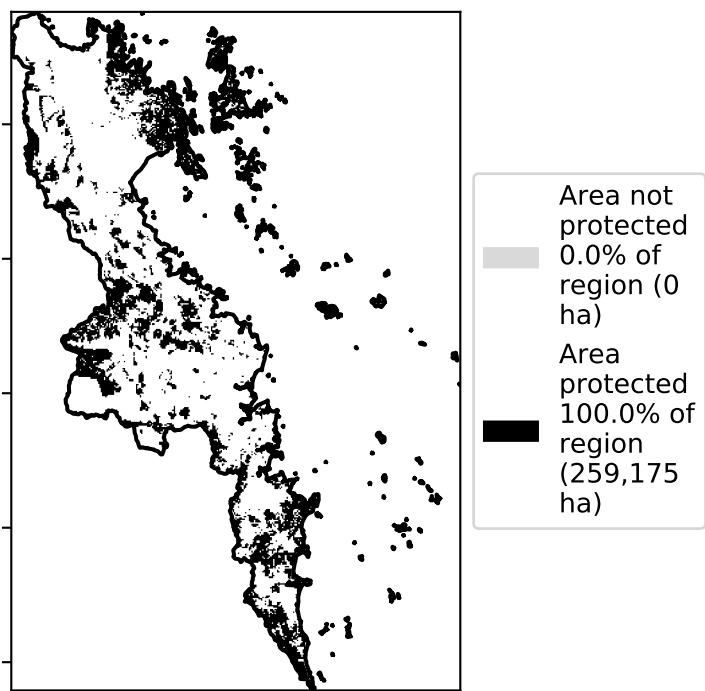 Area not
protected
0.0% of
region (0
ha)
Area
protected
100.0% of
region
(259,175
ha)